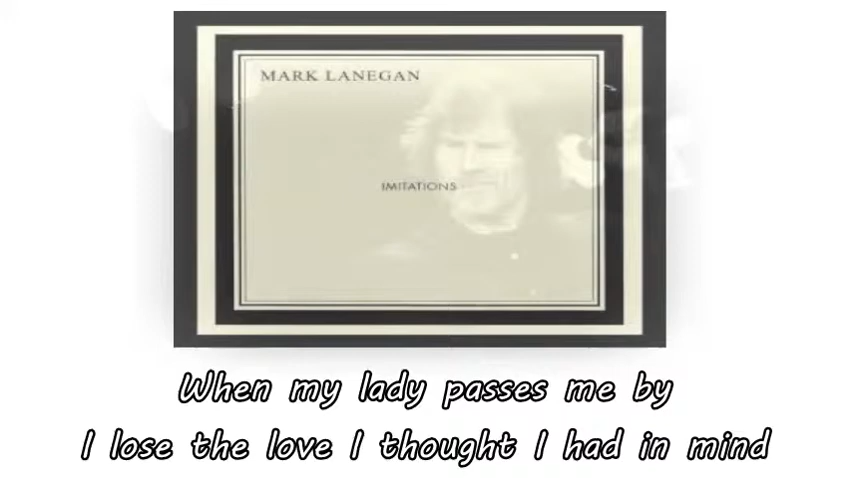 MARK LANEGAN
IMITATIONS
When my lady passes me by
I lose the love I thought I had in mind